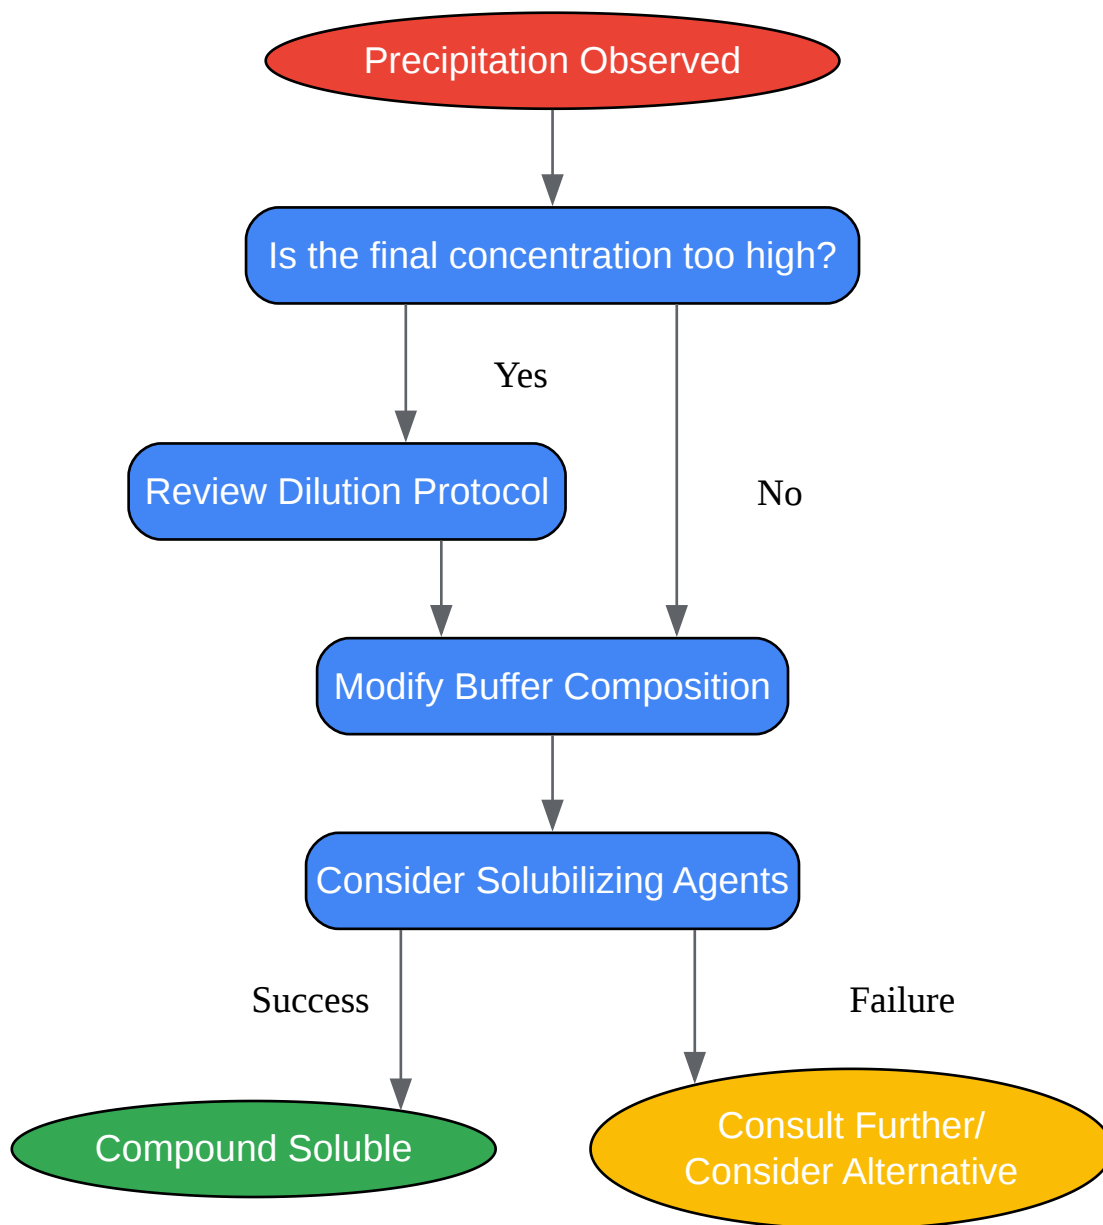 Precipitation Observed
Is the final concentration too high?
Yes
Review Dilution Protocol
No
Modify Buffer Composition
Consider Solubilizing Agents
Success
Failure
Compound Soluble
Consult Further/
Consider Alternative